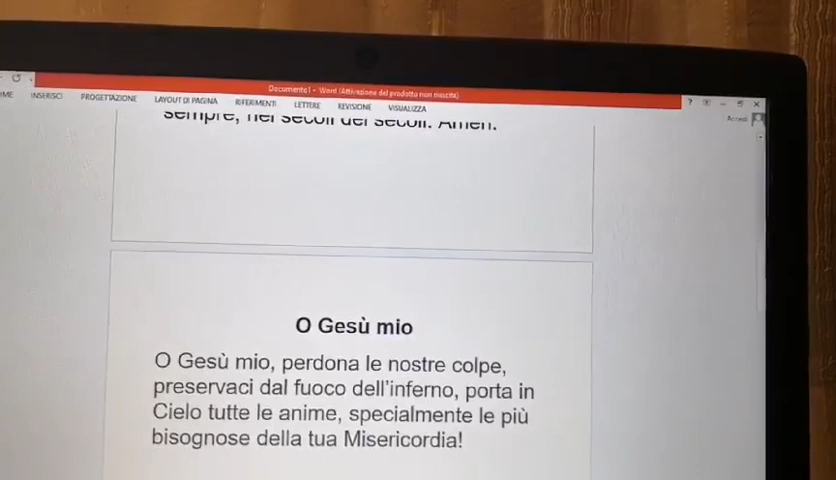 Documento1 - Word (Attivazione del prodotto non riuscita)
INSERISCI PROGETTAZIONE LAYOUT DI PAGINA RIFERIMENTI LETTERE REVISIONE VISUALIZZA
Accedi
sempre, nei secoli dei secoli. Amen.
O Gesù mio
O Gesù mio, perdona le nostre colpe,
preservaci dal fuoco dell'inferno, porta in
Cielo tutte le anime, specialmente le più
bisognose della tua Misericordia!